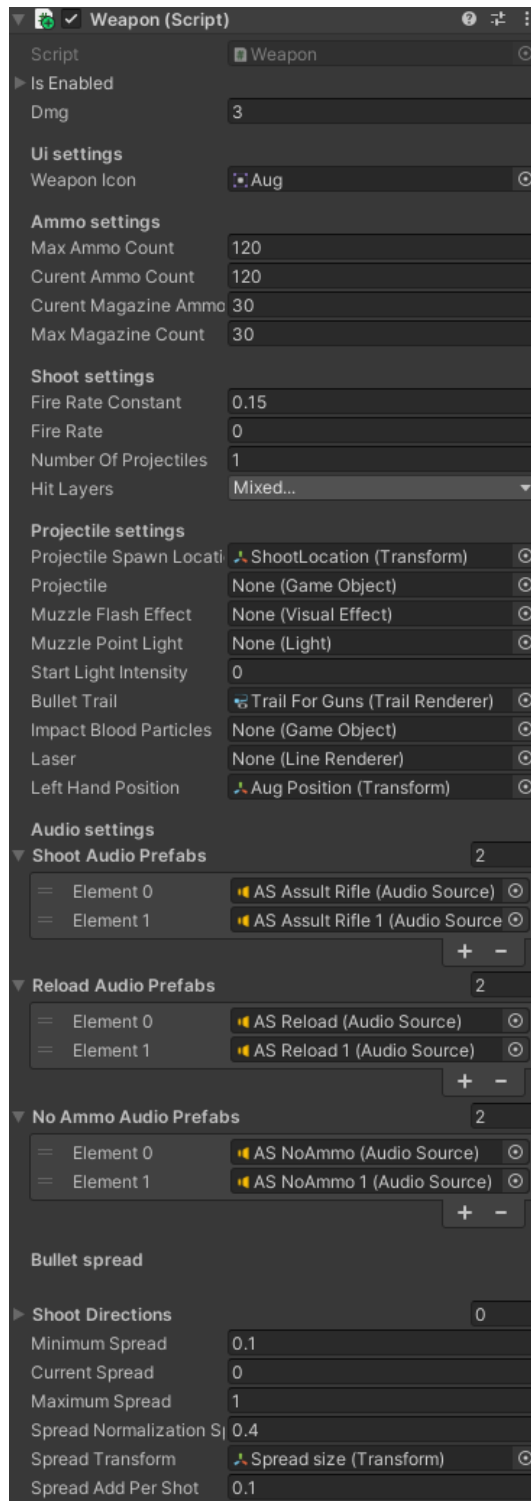 Weapon (Script)
Script Weapon
Is Enabled
Dmg 3
Ui settings
Weapon Icon Aug
Ammo settings
Max Ammo Count 120
Curent Ammo Count 120
Curent Magazine Ammo 30
Max Magazine Count 30
Shoot settings
Fire Rate Constant 0.15
Fire Rate 0
Number Of Projectiles 1
Hit Layers Mixed...
Projectile settings
Projectile Spawn Locati ShootLocation (Transform)
Projectile None (Game Object)
Muzzle Flash Effect None (Visual Effect)
Muzzle Point Light None (Light)
Start Light Intensity 0
Bullet Trail Trail For Guns (Trail Renderer)
Impact Blood Particles None (Game Object)
Laser None (Line Renderer)
Left Hand Position Aug Position (Transform)
Audio settings
Shoot Audio Prefabs 2
Element 0 AS Assult Rifle (Audio Source)
Element 1 AS Assult Rifle 1 (Audio Source
+ -
Reload Audio Prefabs 2
Element 0 AS Reload (Audio Source)
Element 1 AS Reload 1 (Audio Source)
+ -
No Ammo Audio Prefabs 2
Element 0 AS NoAmmo (Audio Source)
Element 1 AS NoAmmo 1 (Audio Source)
+ -
Bullet spread
Shoot Directions 0
Minimum Spread 0.1
Current Spread 0
Maximum Spread 1
Spread Normalization Sp 0.4
Spread Transform Spread size (Transform)
Spread Add Per Shot 0.1